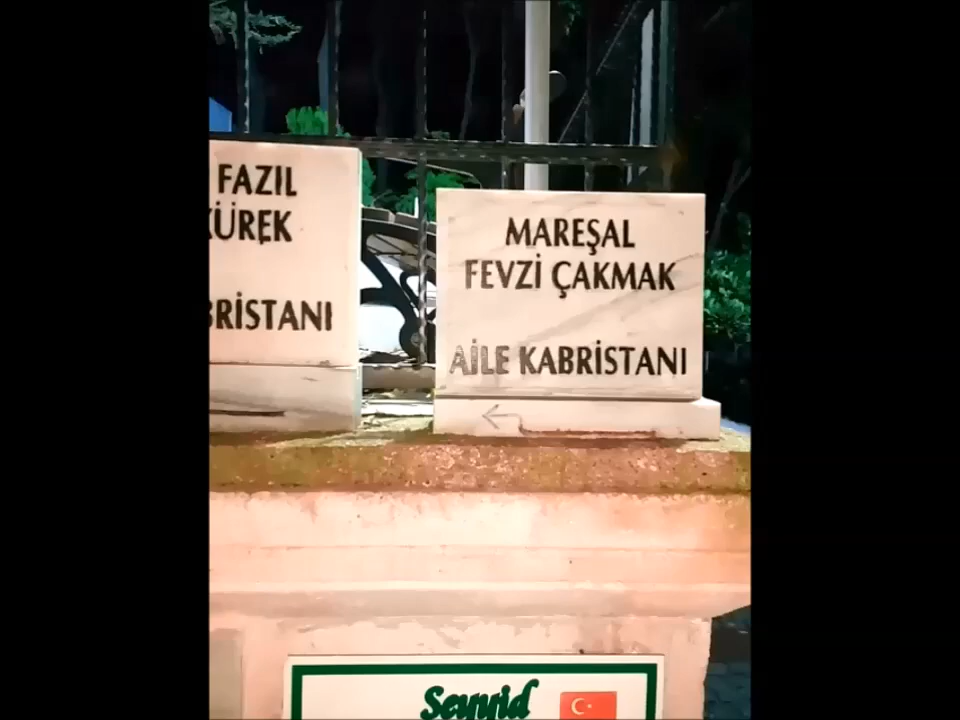 FAZIL
KÜREK
BRİSTANI
MAREŞAL
FEVZİ ÇAKMAK
AİLE KABRİSTANI
Seyyid